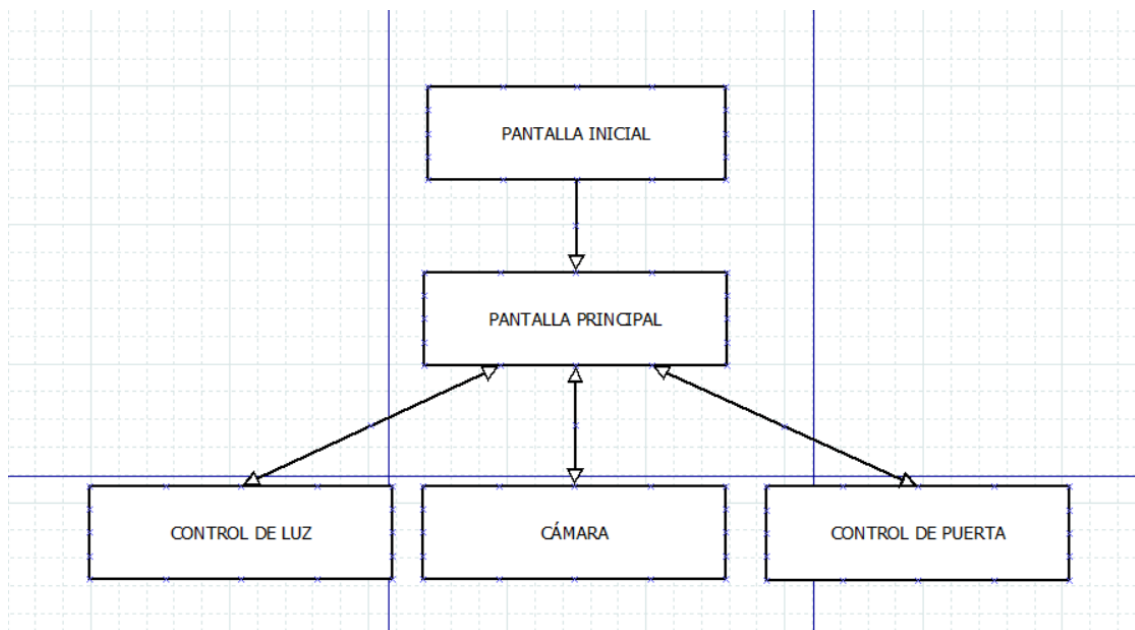 PANTALLA INICIAL
PANTALLA PRINCIPAL
CONTROL DE LUZ
CÁMARA
CONTROL DE PUERTA